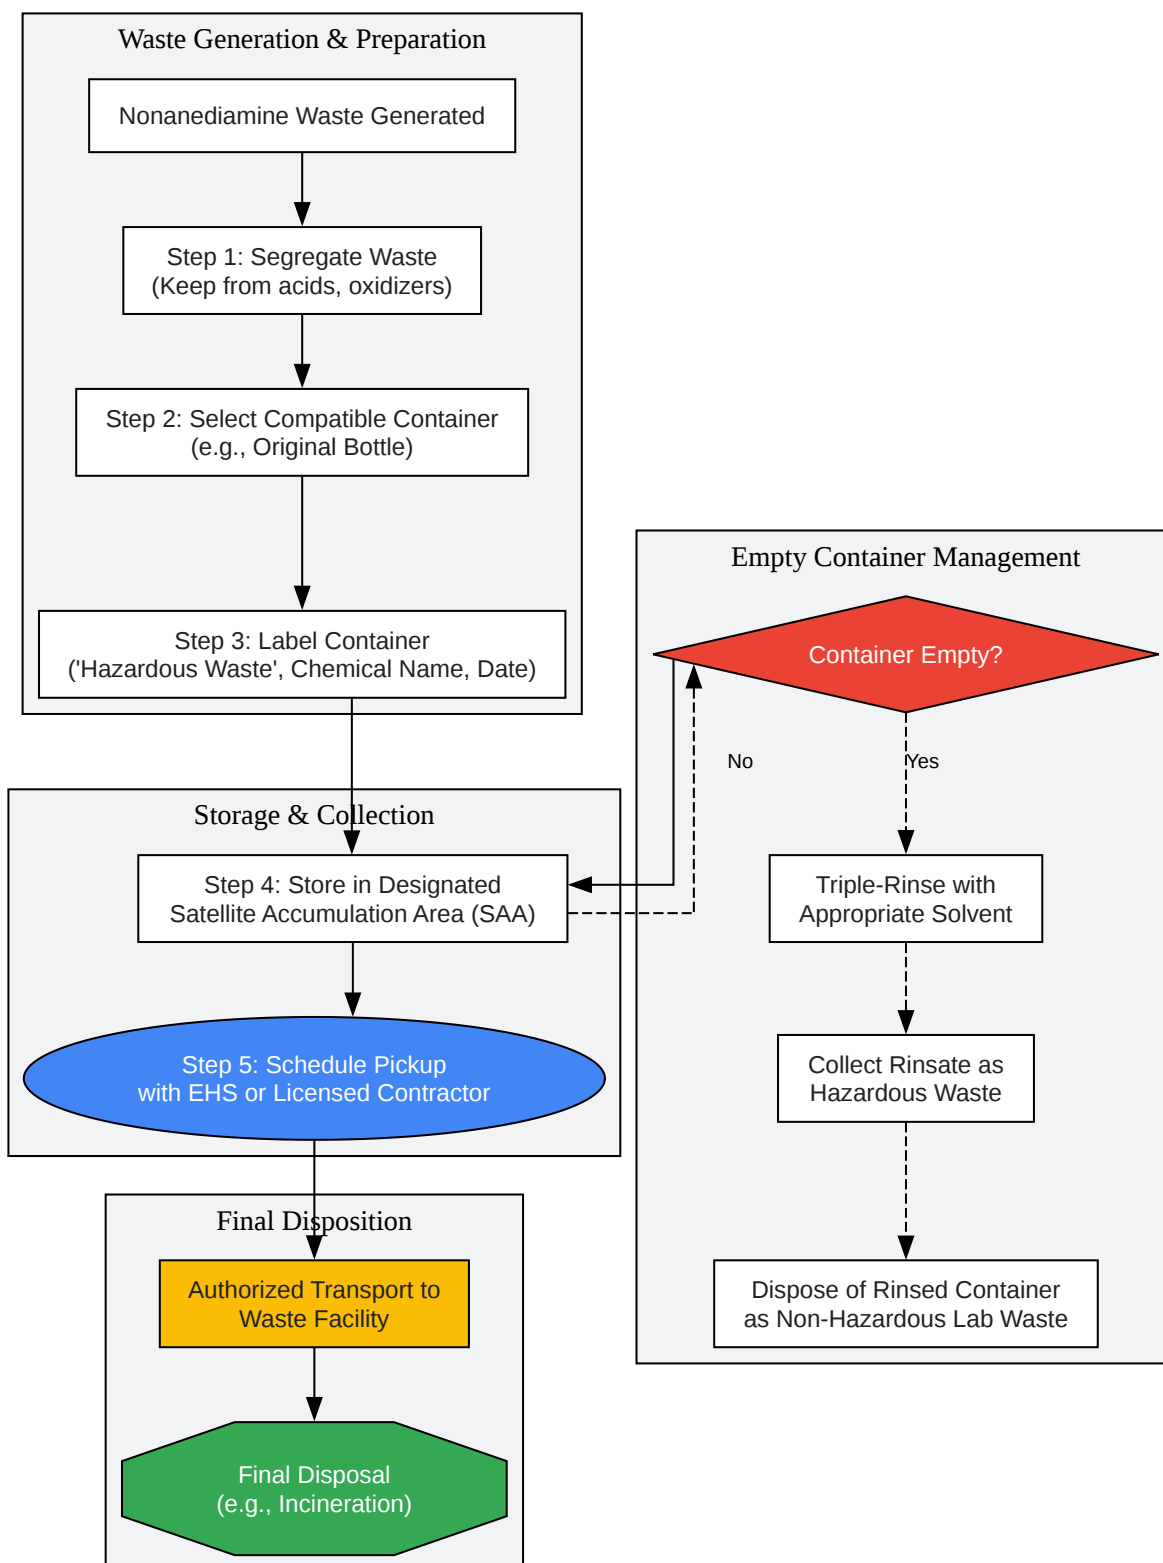 Waste Generation & Preparation
Nonanediamine Waste Generated
Step 1: Segregate Waste
(Keep from acids, oxidizers)
Step 2: Select Compatible Container
(e.g., Original Bottle)
Step 3: Label Container
('Hazardous Waste', Chemical Name, Date)
Storage & Collection
Step 4: Store in Designated
Satellite Accumulation Area (SAA)
Step 5: Schedule Pickup
with EHS or Licensed Contractor
Final Disposition
Authorized Transport to
Waste Facility
Final Disposal
(e.g., Incineration)
Empty Container Management
Container Empty?
No
Yes
Triple-Rinse with
Appropriate Solvent
Collect Rinsate as
Hazardous Waste
Dispose of Rinsed Container
as Non-Hazardous Lab Waste